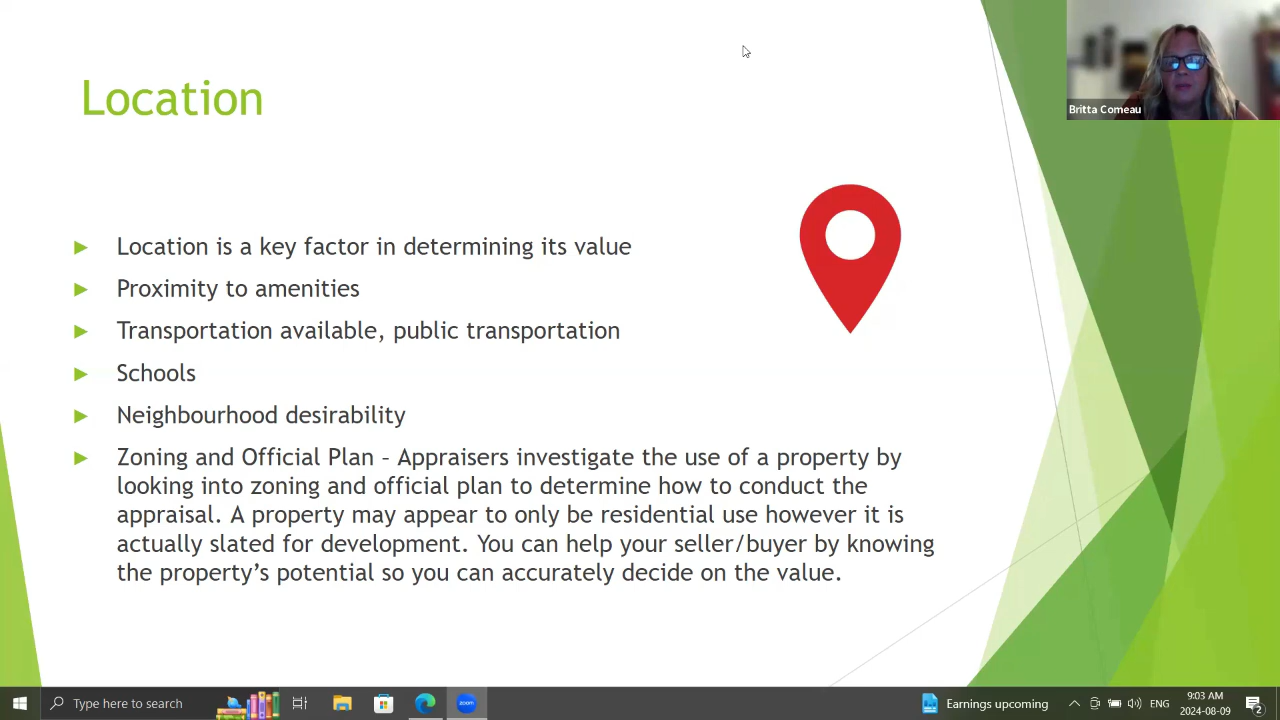 Location
Britta Comeau
Location is a key factor in determining its value
Proximity to amenities
Transportation available, public transportation
Schools
Neighbourhood desirability
Zoning and Official Plan – Appraisers investigate the use of a property by
looking into zoning and official plan to determine how to conduct the
appraisal. A property may appear to only be residential use however it is
actually slated for development. You can help your seller/buyer by knowing
the property's potential so you can accurately decide on the value.
Type here to search
zoom
Earnings upcoming
ENG
9:03 AM
2024-08-09
2